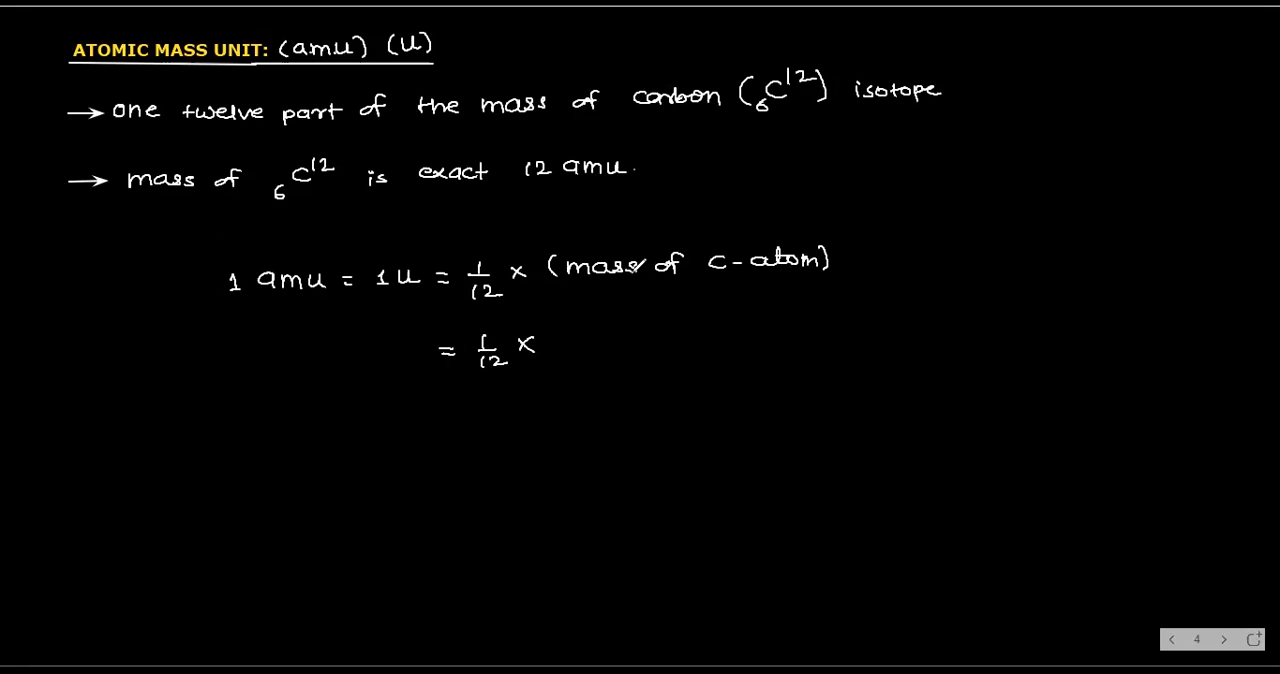 ATOMIC MASS UNIT: (amu) (u)
→ one twelve part of the mass of carbon (₆C¹²) isotope
→ mass of ₆C¹² is exact 12 amu.
1 amu = 1u = 1/12 × (mass of c-atom)
= 1/12 ×
< 4 >